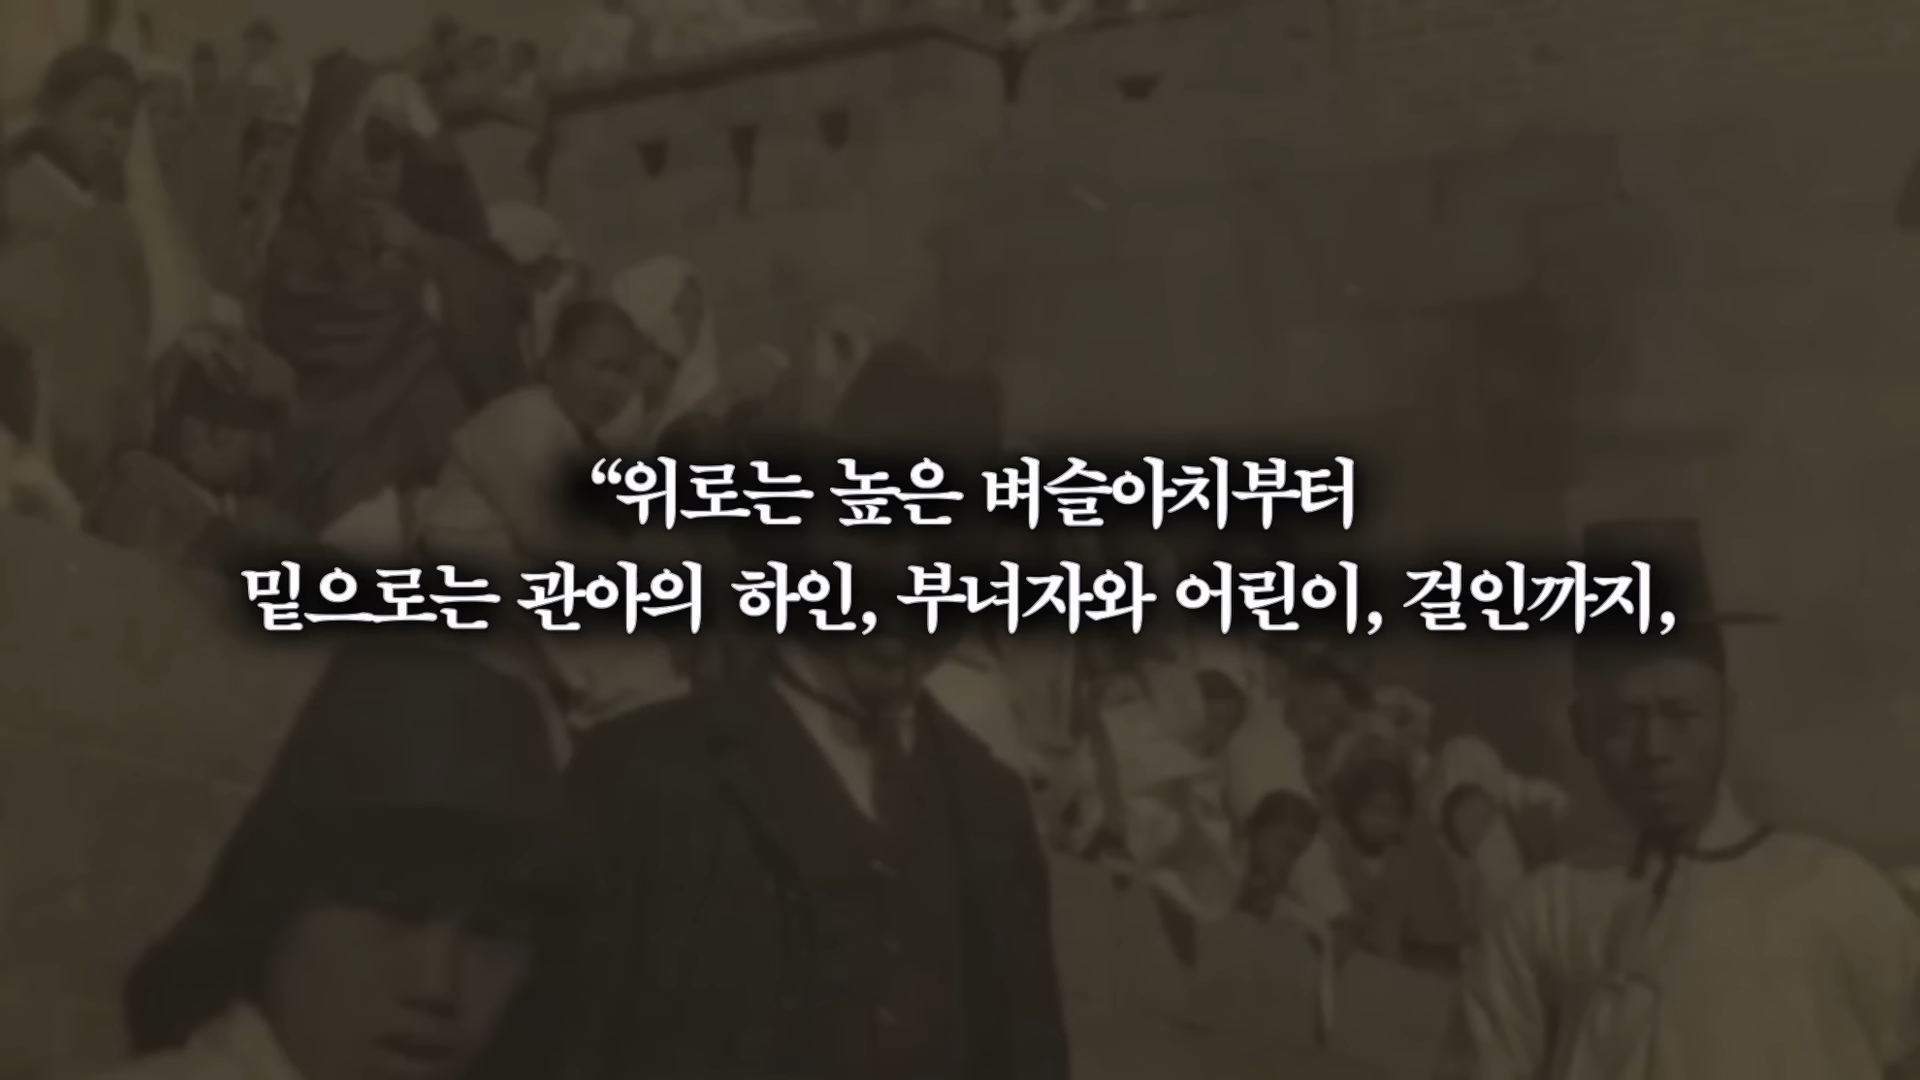 “위로는 높은 벼슬아치부터
밑으로는 관아의 하인, 부녀자와 어린이, 걸인까지,